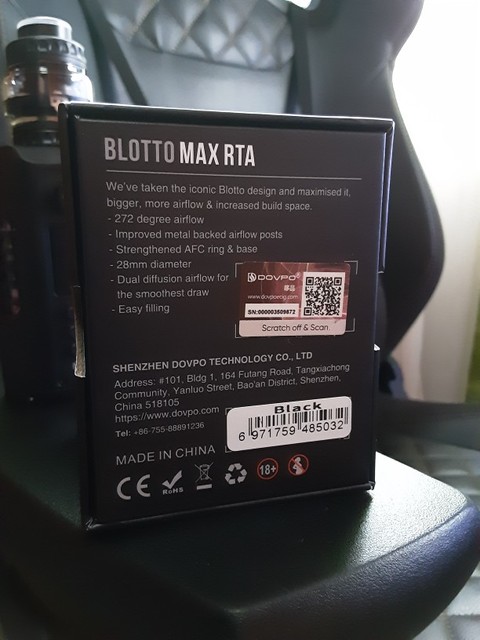 BLOTTO MAX RTA
We've taken the iconic Blotto design and maximised it,
bigger, more airflow & increased build space.
- 272 degree airflow
- Improved metal backed airflow posts
- Strengthened AFC ring & base
- 28mm diameter
- Dual diffusion airflow for
the smoothest draw
- Easy filling
DOVPO
www.dovpoecig.com
SN:000003609872
Scratch off & Scan.
SHENZHEN DOVPO TECHNOLOGY CO., LTD
Address: #101, Bldg 1, 164 Futang Road, Tangxiachong
Community, Yanluo Street, Bao'an District, Shenzhen,
China 518105
https://www.dovpo.com
Tel: +86-755-88891236
Black
6 971759 485032
MADE IN CHINA
CE
RoHS
18+